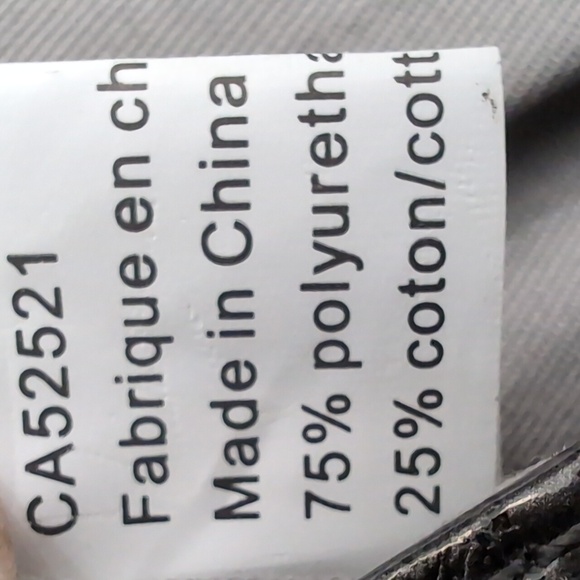 CA52521
Fabrique en ch
Made in China
75% polyuretha
25% coton/cott